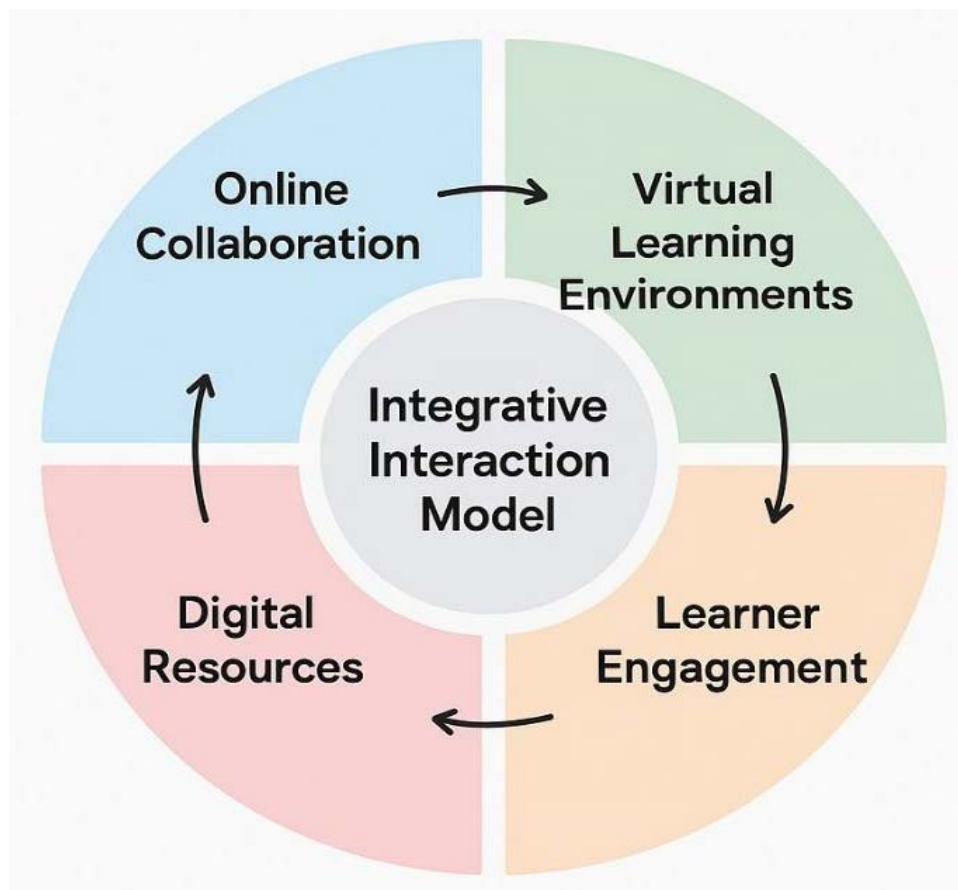 Online
Collaboration
Virtual
Learning
Environments
Integrative
Interaction
Model
Digital
Resources
Learner
Engagement